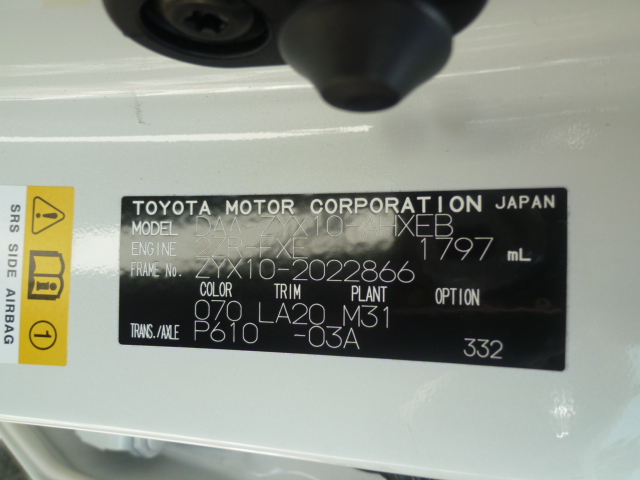 TOYOTA MOTOR CORPORATION JAPAN
MODEL DAA-ZYX10-AHXEB
ENGINE 2ZR-FXE 1797 mL
FRAME No. ZYX10-2022866
COLOR TRIM PLANT OPTION
070 LA20 M31
TRANS./AXLE P610 -03A
332
SRS SIDE AIRBAG
1